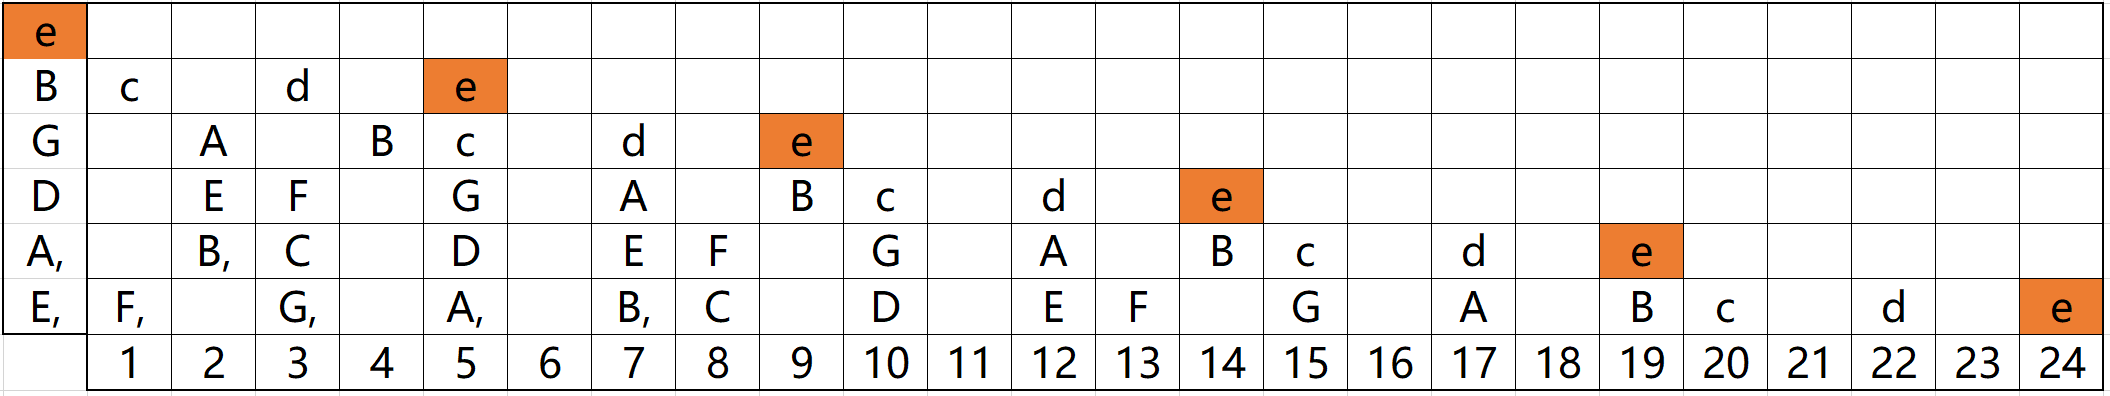 e
B c d e
G A B c d e
D E F G A B c d e
A, B, C D E F G A B c d e
E, F, G, A, B, C D E F G A B c d e
1 2 3 4 5 6 7 8 9 10 11 12 13 14 15 16 17 18 19 20 21 22 23 24